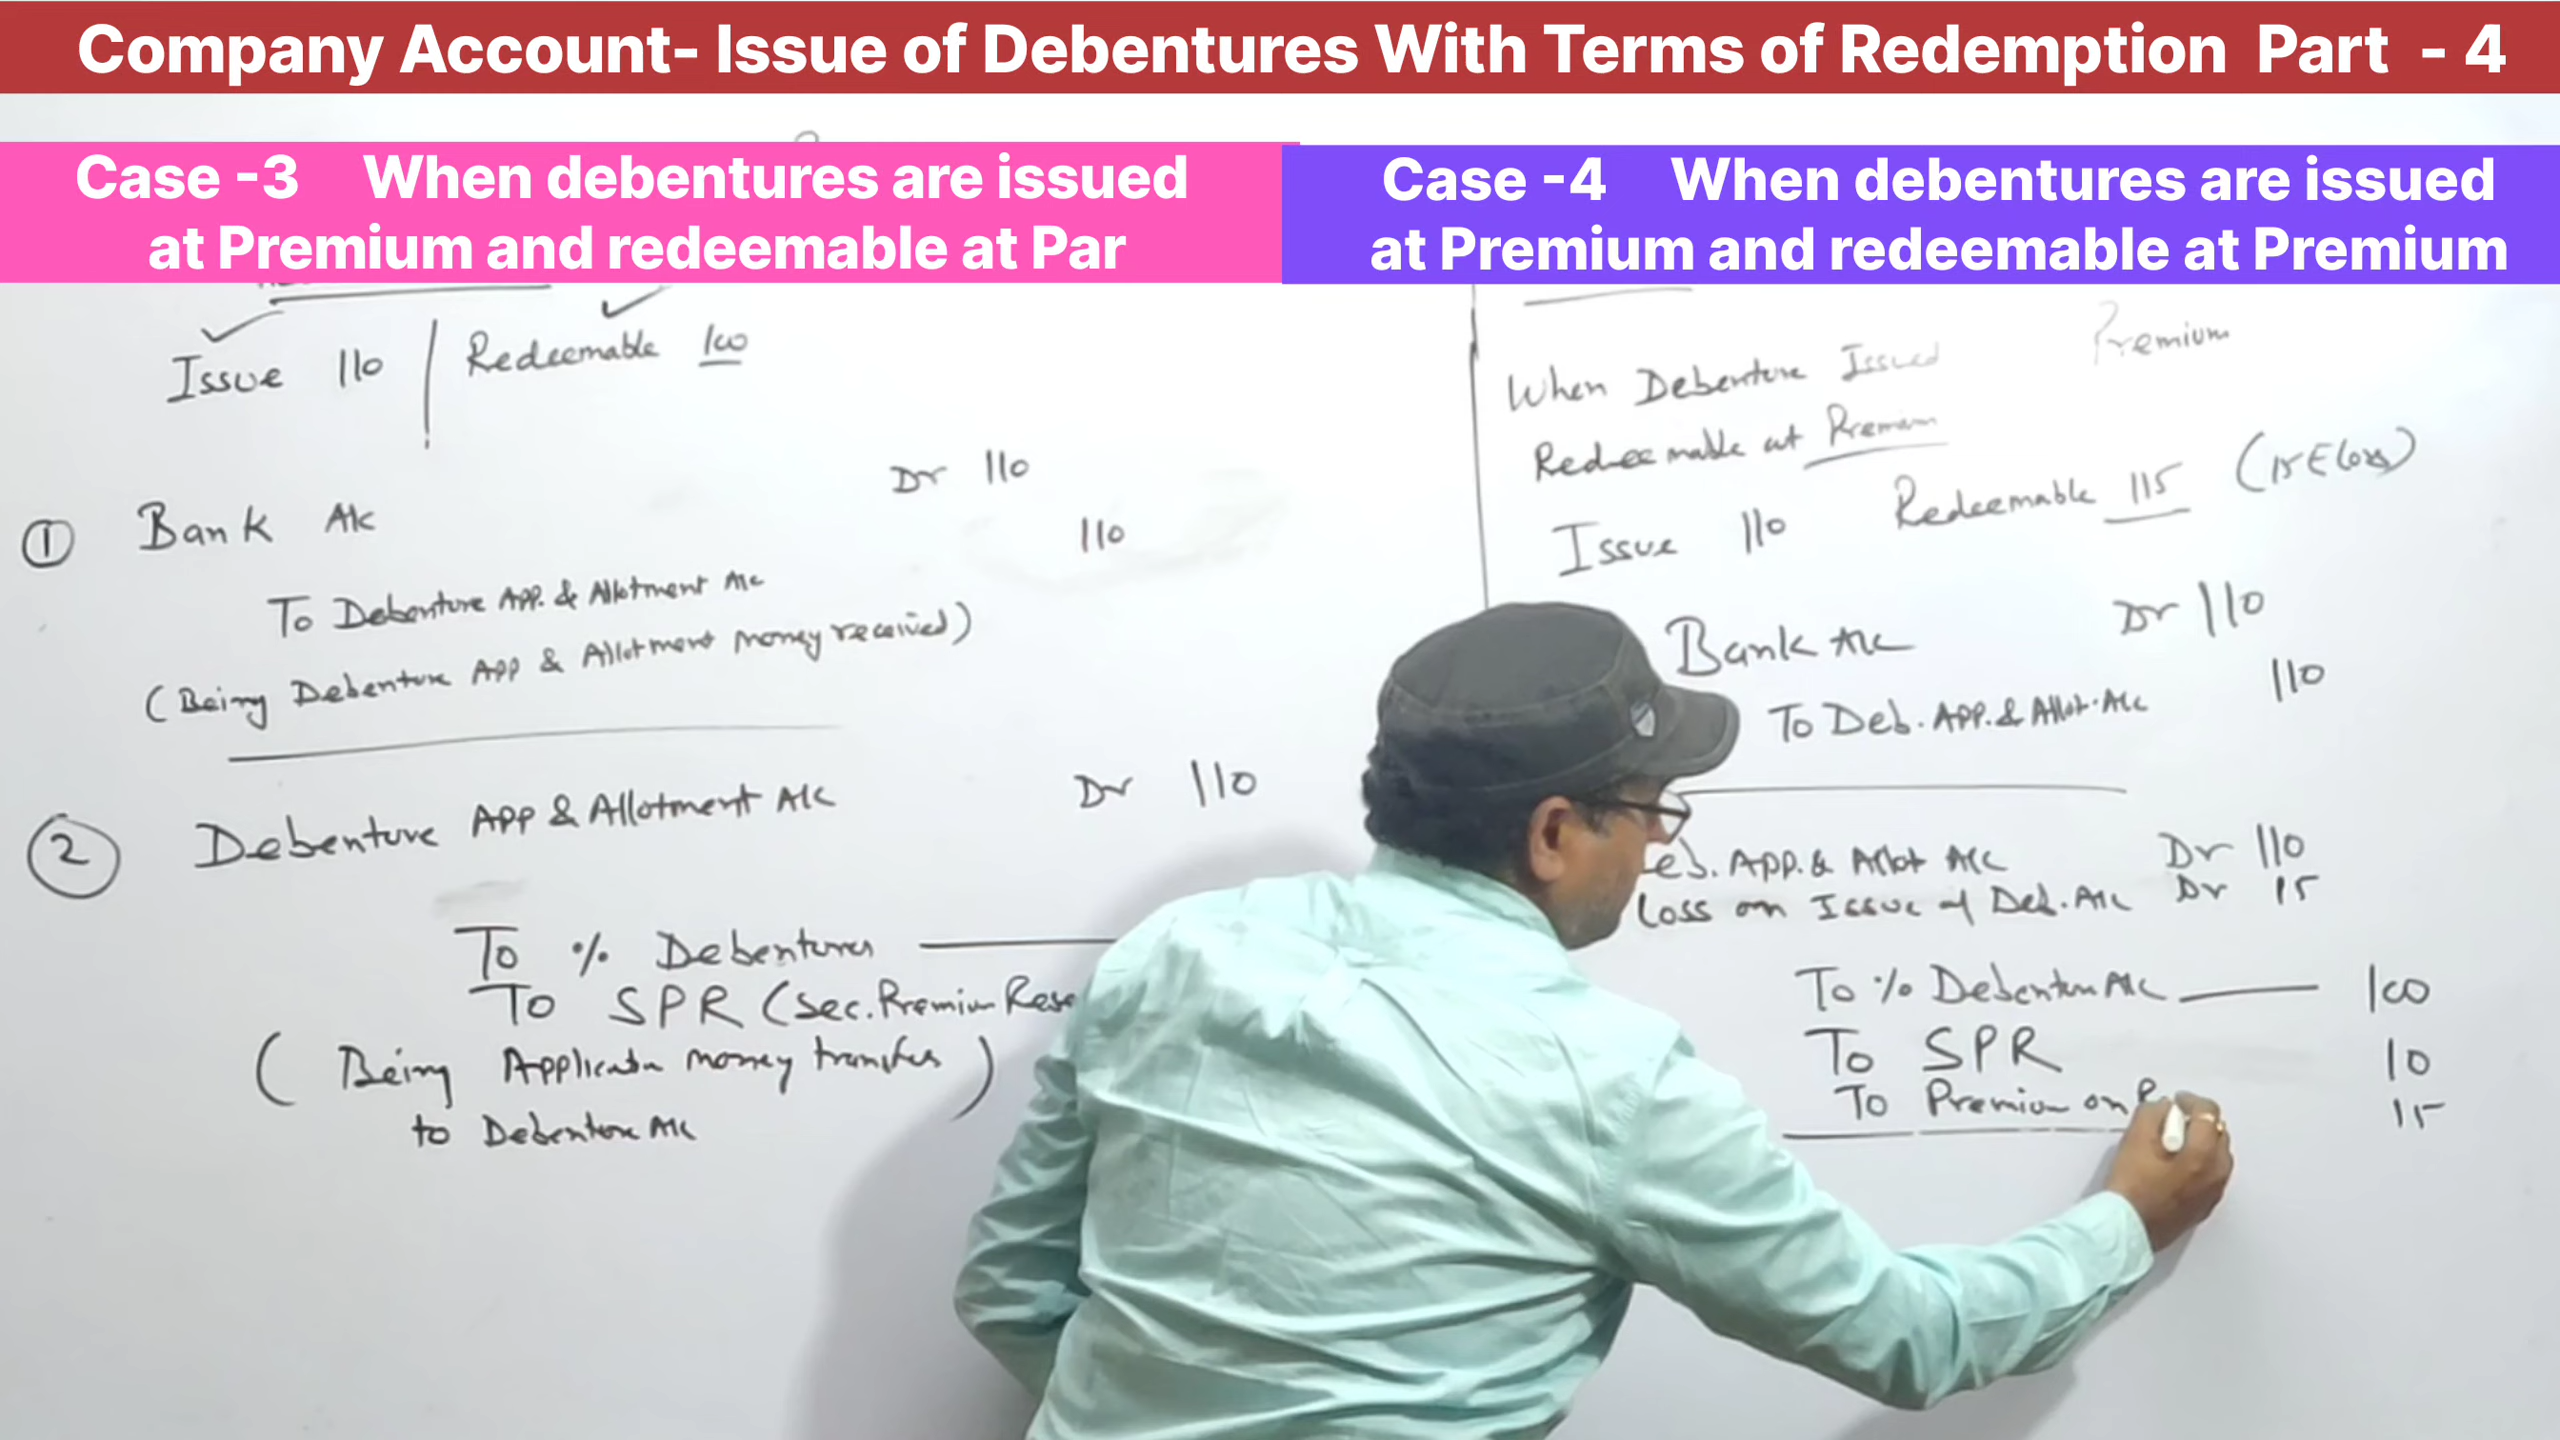 Company Account- Issue of Debentures With Terms of Redemption Part - 4
Case -3 When debentures are issued
at Premium and redeemable at Par
Case -4 When debentures are issued
at Premium and redeemable at Premium
Issue 110 | Redeemable 100
① Bank A/c Dr 110
To Debenture App. & Allotment A/c 110
(Being Debenture App & Allotment money received)
② Debenture App & Allotment A/c Dr 110
To % Debentures
To SPR (Sec. Premium Rese
(Being Application money transfer)
to Debenture A/c
When Debenture Issued Premium
Redeemable at Premium
Issue 110 Redeemable 115 (15 Loss)
Bank A/c Dr 110
To Deb. App. & Allot. A/c 110
eb. App. & Allot A/c Dr 110
Loss on Issue of Deb. A/c Dr 15
To % Debenture A/c 100
To SPR 10
To Premium on 15